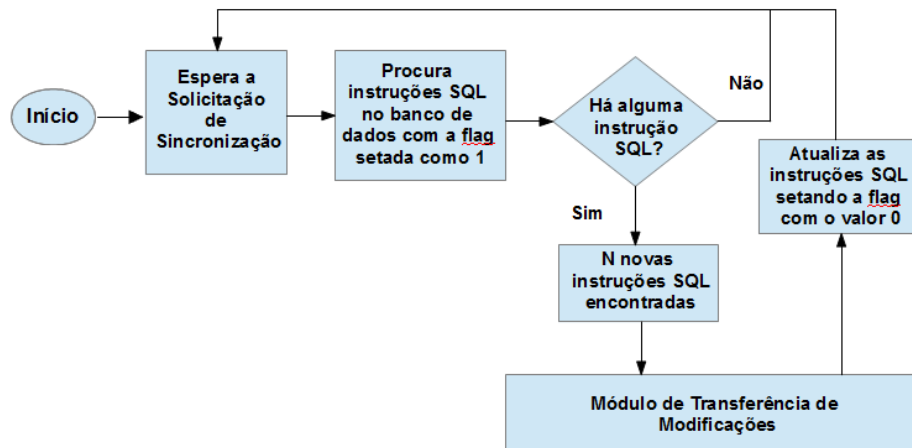 Início
Espera a
Solicitação
de
Sincronização
Procura
instruções SQL
no banco de
dados com a flag
setada como 1
Há alguma
instrução
SQL?
Não
Sim
N novas
instruções SQL
encontradas
Módulo de Transferência de
Modificações
Atualiza as
instruções SQL
setando a flag
com o valor 0